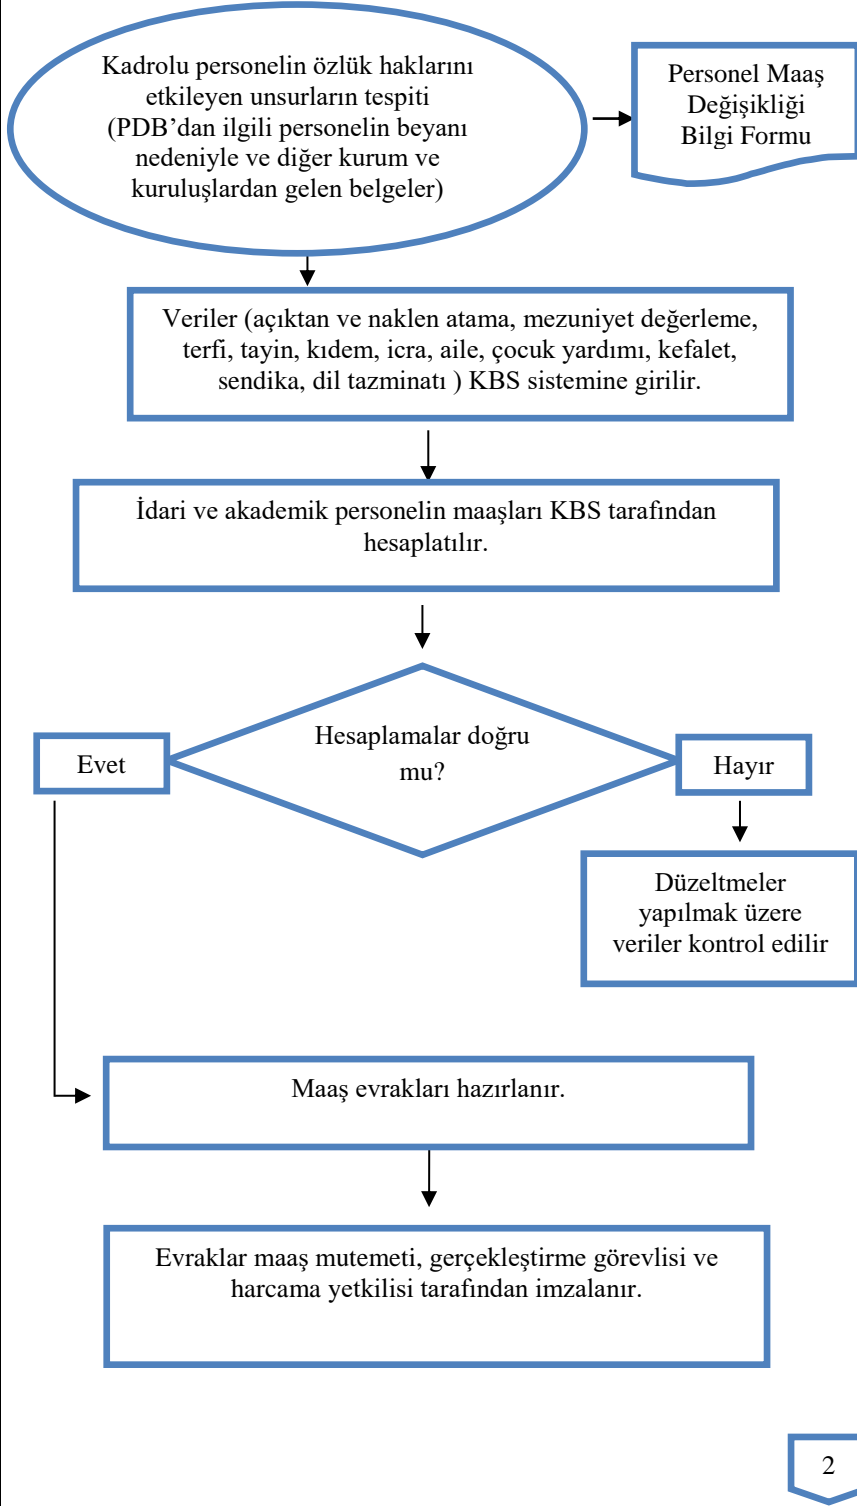 Kadrolu personelin özlük haklarını
etkileyen unsurların tespiti
(PDB’dan ilgili personelin beyanı
nedeniyle ve diğer kurum ve
kuruluşlardan gelen belgeler)
Personel Maaş
Değişikliği
Bilgi Formu
Veriler (açıktan ve naklen atama, mezuniyet değerleme,
terfi, tayin, kıdem, icra, aile, çocuk yardımı, kefalet,
sendika, dil tazminatı ) KBS sistemine girilir.
İdari ve akademik personelin maaşları KBS tarafından
hesaplatılır.
Hesaplamalar doğru
mu?
Evet
Hayır
Düzeltmeler
yapılmak üzere
veriler kontrol edilir
Maaş evrakları hazırlanır.
Evraklar maaş mutemeti, gerçekleştirme görevlisi ve
harcama yetkilisi tarafından imzalanır.
2